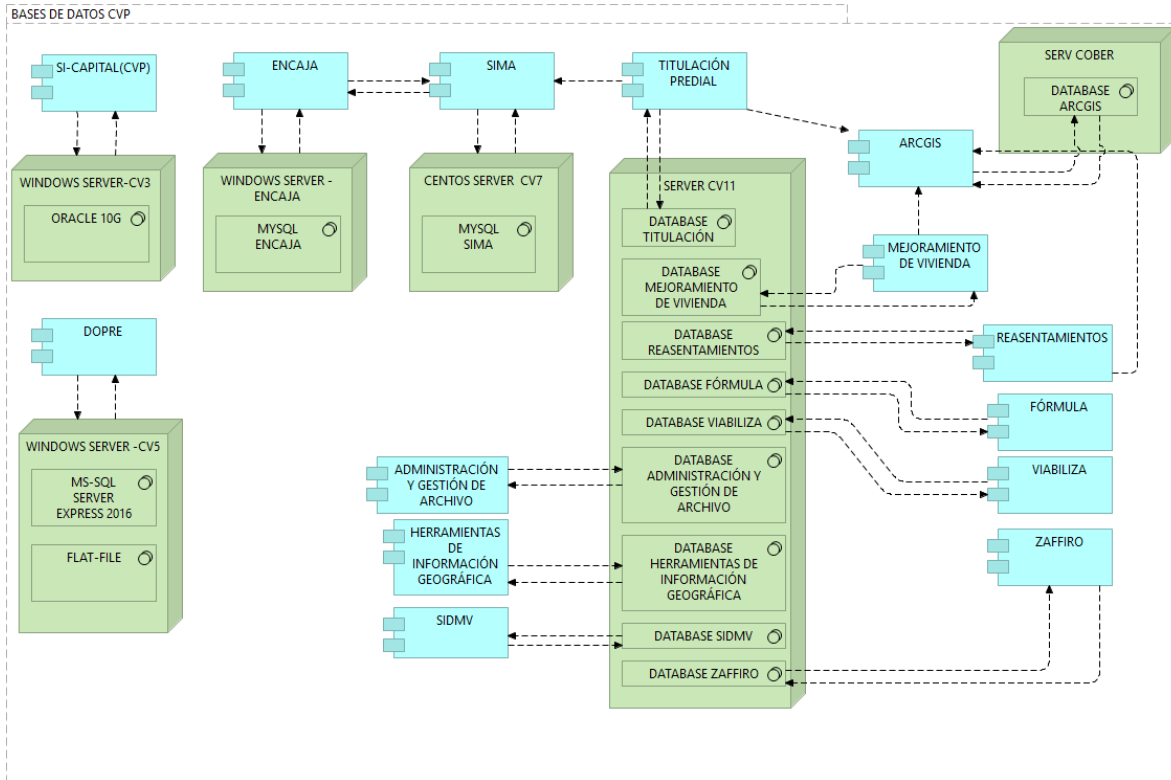 BASES DE DATOS CVP
SI-CAPITAL(CVP)
ENCAJA
SIMA
TITULACIÓN
PREDIAL
SERV COBER
DATABASE
ARCGIS
ARCGIS
WINDOWS SERVER-CV3
ORACLE 10G
WINDOWS SERVER -
ENCAJA
MYSQL
ENCAJA
CENTOS SERVER CV7
MYSQL
SIMA
SERVER CV11
DATABASE
TITULACIÓN
DATABASE
MEJORAMIENTO
DE VIVIENDA
DATABASE
REASENTAMIENTOS
DATABASE FÓRMULA
DATABASE VIABILIZA
DATABASE
ADMINISTRACIÓN Y
GESTIÓN DE
ARCHIVO
DATABASE
HERRAMIENTAS DE
INFORMACIÓN
GEOGRÁFICA
DATABASE SIDMV
DATABASE ZAFFIRO
MEJORAMIENTO
DE VIVIENDA
REASENTAMIENTOS
FÓRMULA
VIABILIZA
ZAFFIRO
DOPRE
WINDOWS SERVER -CV5
MS-SQL
SERVER
EXPRESS 2016
FLAT-FILE
ADMINISTRACIÓN
Y GESTIÓN DE
ARCHIVO
HERRAMIENTAS
DE
INFORMACIÓN
GEOGRÁFICA
SIDMV